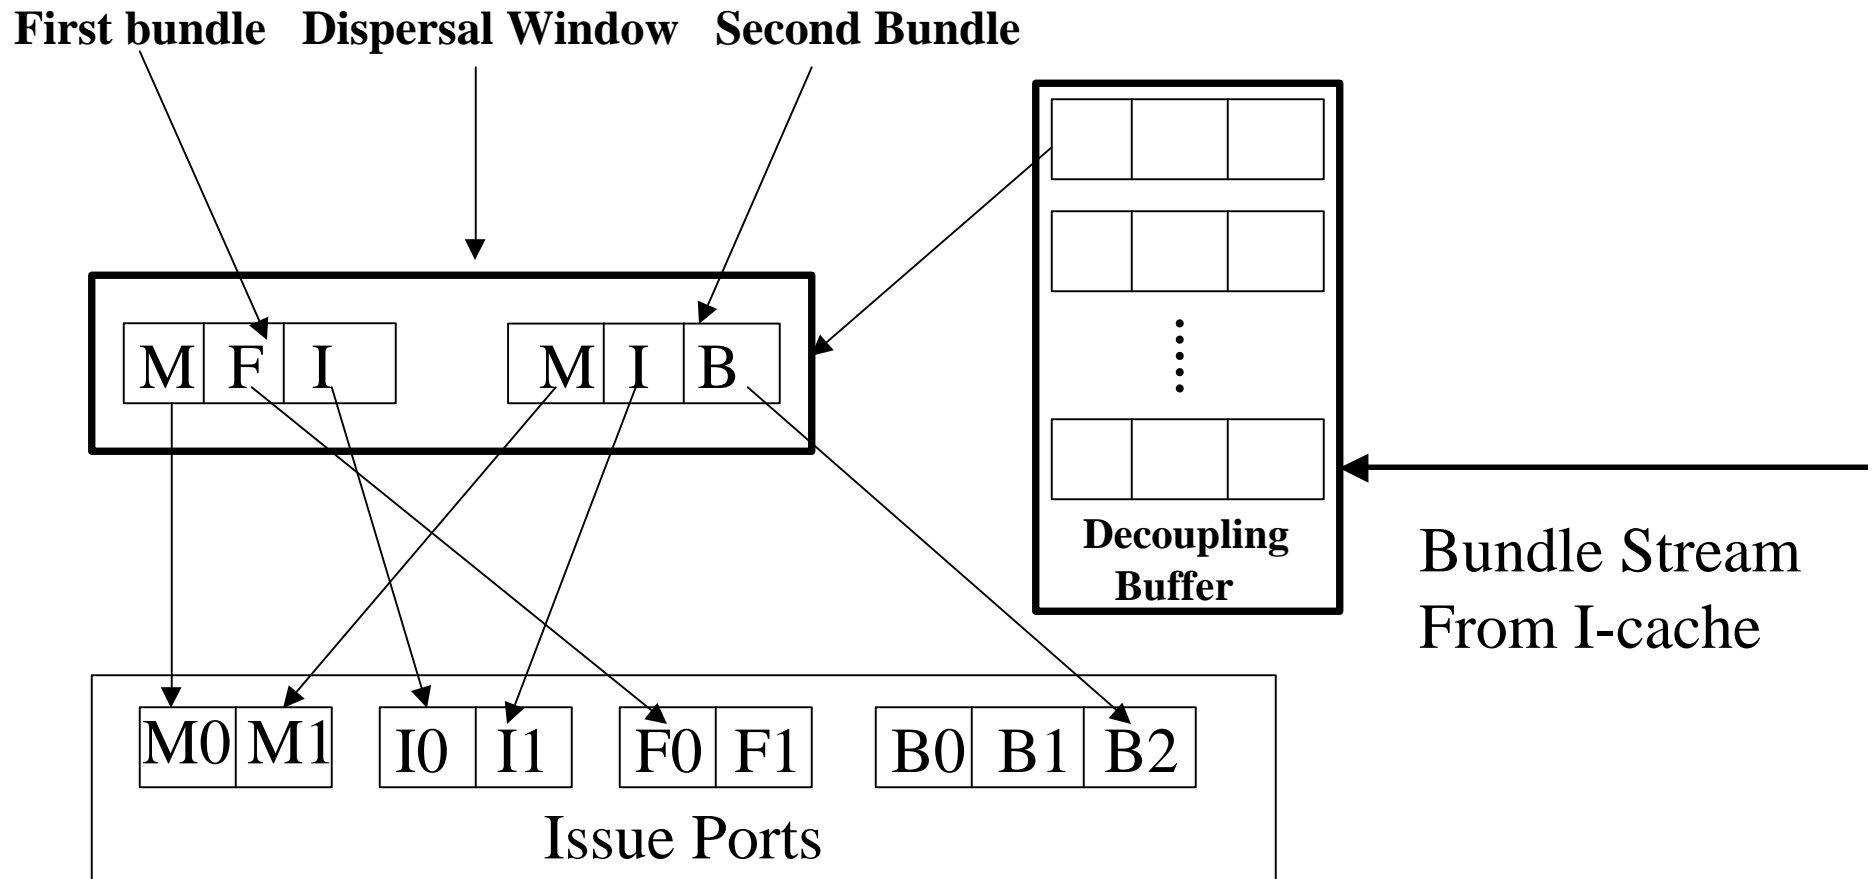 First bundle Dispersal Window Second Bundle
M F I M I B
Decoupling
Buffer
Bundle Stream
From I-cache
M0 M1 I0 I1 F0 F1 B0 B1 B2
Issue Ports